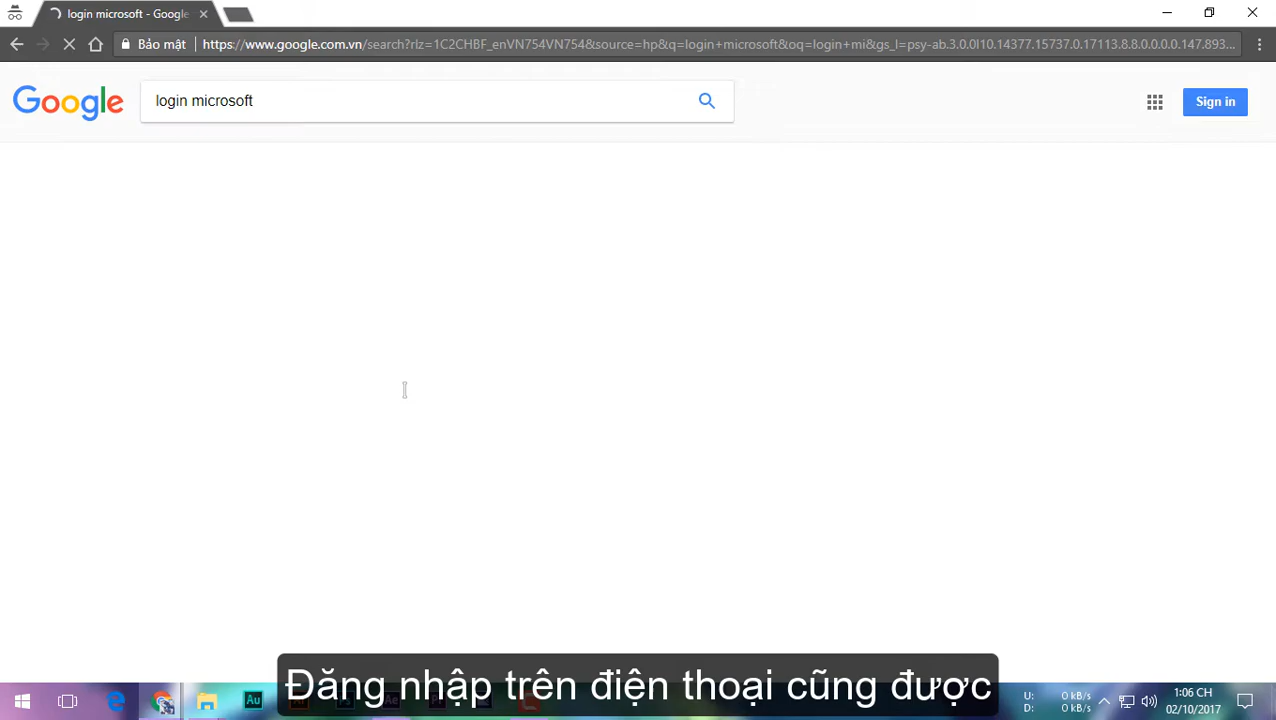 login microsoft - Google
Bảo mật
https://www.google.com.vn/search?rlz=1C2CHBF_enVN754VN754&source=hp&q=login+microsoft&oq=login+mi&gs_l=psy-ab.3.0.0l10.14377.15737.0.17113.8.8.0.0.0.0.147.893...
Google
login microsoft
Sign in
Đăng nhập trên điện thoại cũng được
Au
Ae
U: 0 kB/s
D: 0 kB/s
1:06 CH
02/10/2017